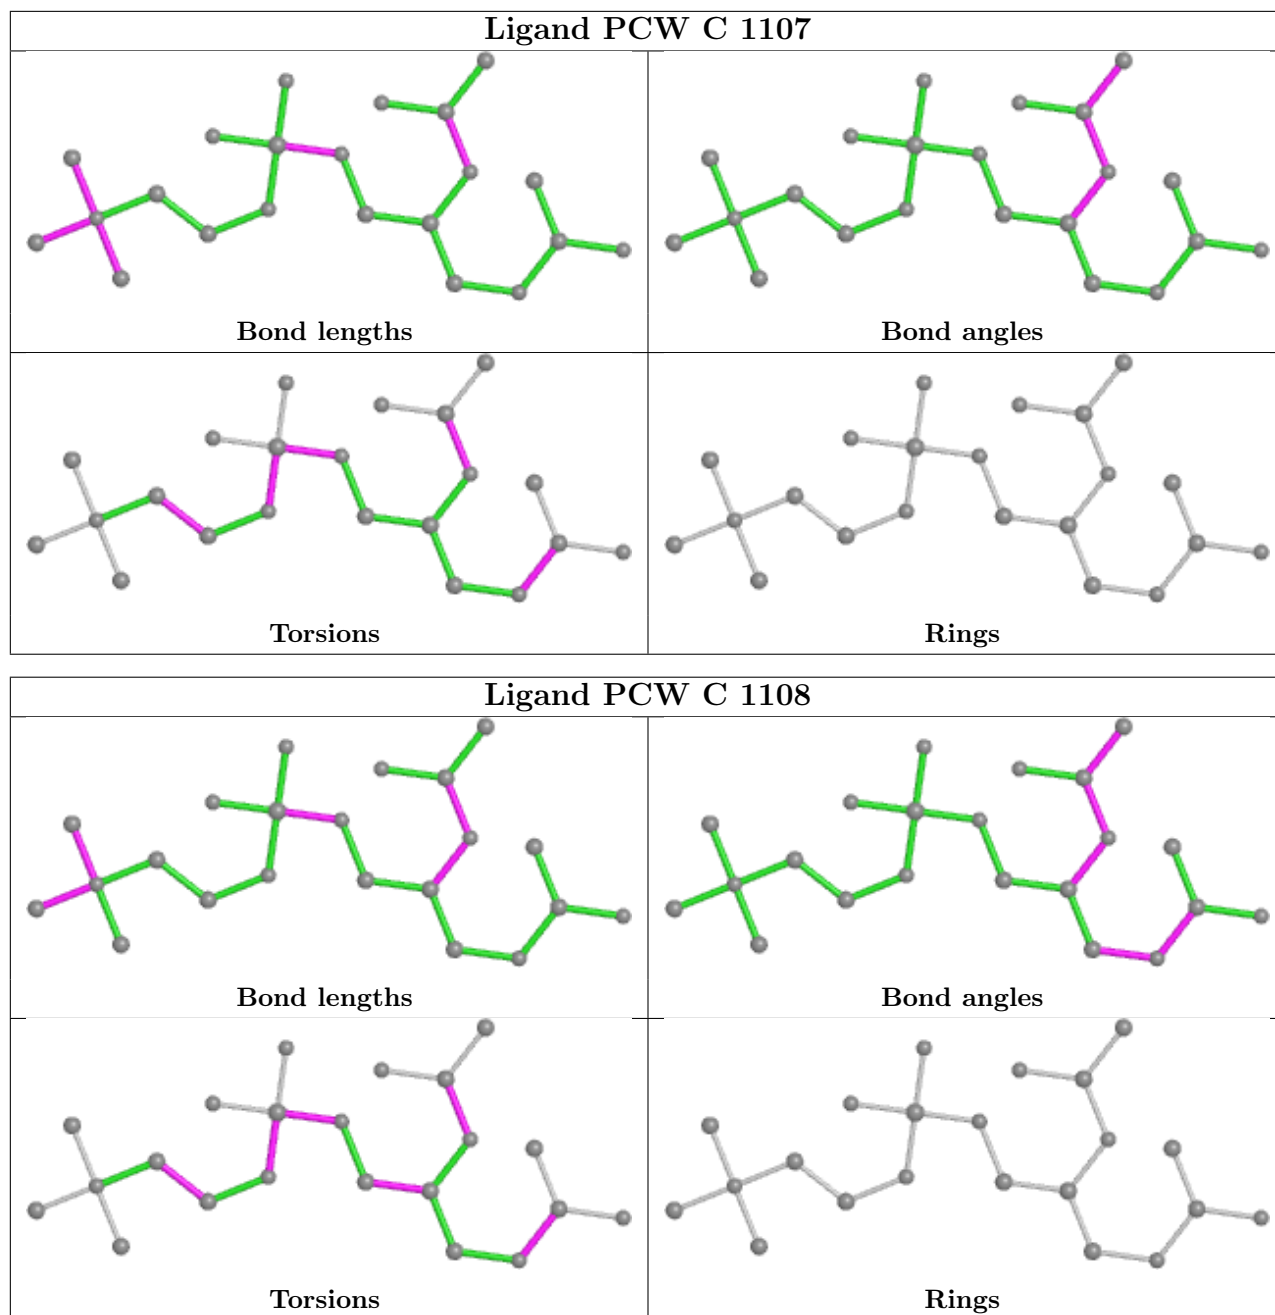 Ligand PCW C 1107
Bond lengths
Bond angles
Torsions
Rings
Ligand PCW C 1108
Bond lengths
Bond angles
Torsions
Rings